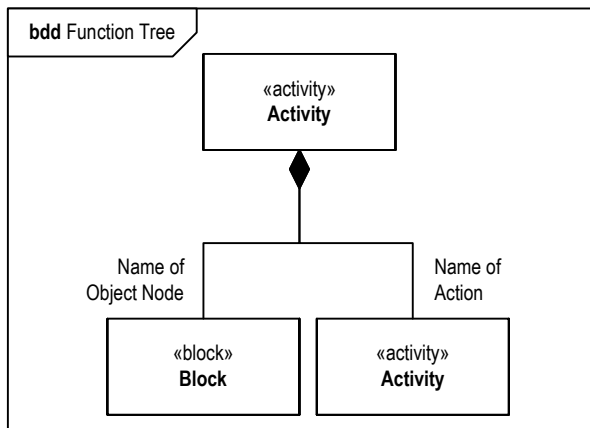 bdd Function Tree
«activity»
Activity
Name of
Object Node
Name of
Action
«block»
Block
«activity»
Activity